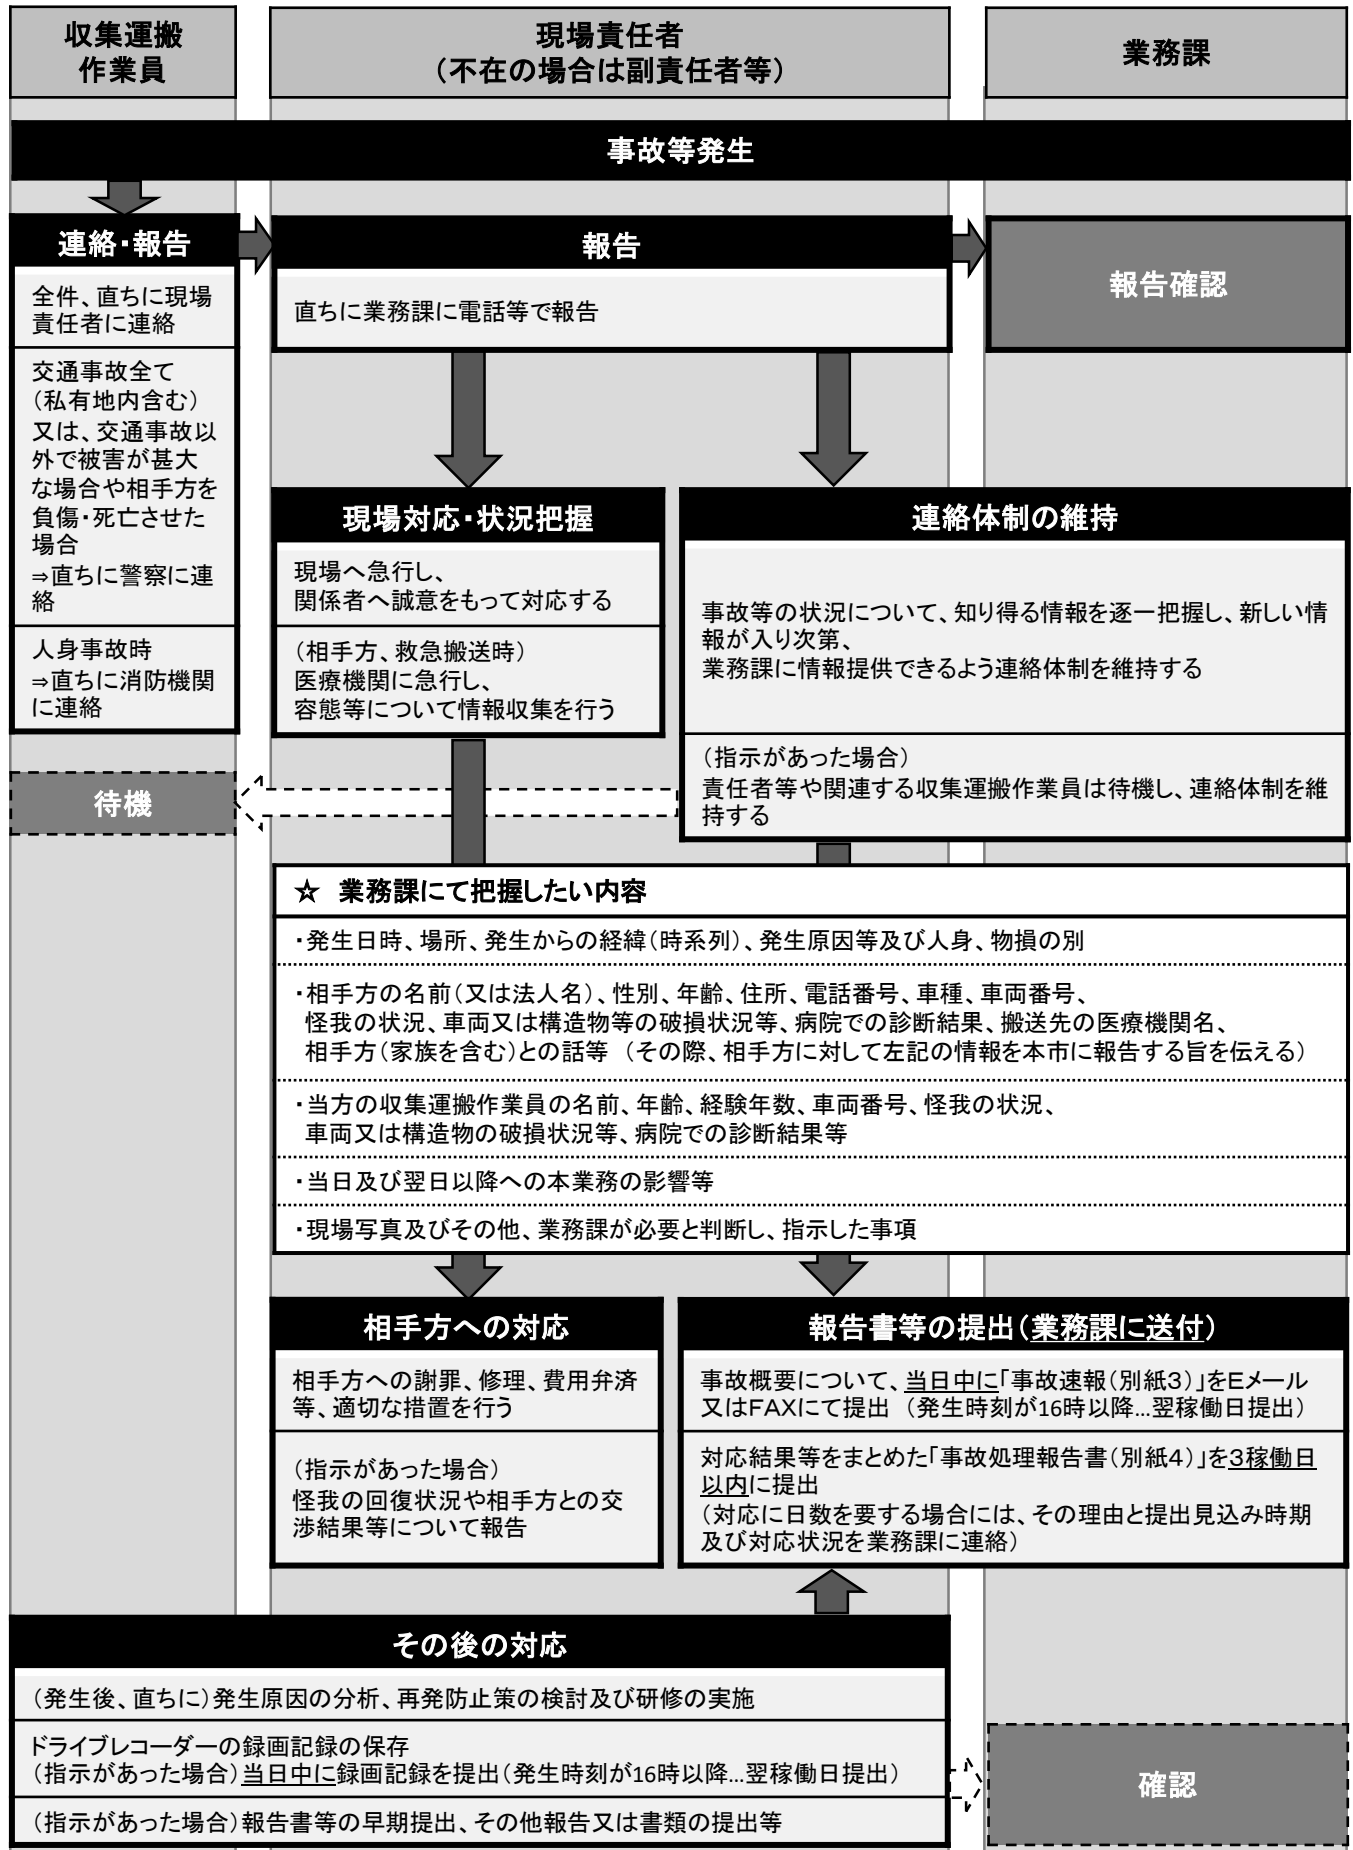 収集運搬
作業員
現場責任者
（不在の場合は副責任者等）
業務課
事故等発生
連絡・報告
全件、直ちに現場
責任者に連絡
交通事故全て
（私有地内含む）
又は、交通事故以
外で被害が甚大
な場合や相手方を
負傷・死亡させた
場合
⇒直ちに警察に連
絡
人身事故時
⇒直ちに消防機関
に連絡
報告
直ちに業務課に電話等で報告
報告確認
現場対応・状況把握
現場へ急行し、
関係者へ誠意をもって対応する
（相手方、救急搬送時）
医療機関に急行し、
容態等について情報収集を行う
連絡体制の維持
事故等の状況について、知り得る情報を逐一把握し、新しい情
報が入り次第、
業務課に情報提供できるよう連絡体制を維持する
（指示があった場合）
責任者等や関連する収集運搬作業員は待機し、連絡体制を維
持する
待機
☆　業務課にて把握したい内容
・発生日時、場所、発生からの経緯（時系列）、発生原因等及び人身、物損の別
・相手方の名前（又は法人名）、性別、年齢、住所、電話番号、車種、車両番号、
怪我の状況、車両又は構造物等の破損状況等、病院での診断結果、搬送先の医療機関名、
相手方（家族を含む）との話等　（その際、相手方に対して左記の情報を本市に報告する旨を伝える）
・当方の収集運搬作業員の名前、年齢、経験年数、車両番号、怪我の状況、
車両又は構造物の破損状況等、病院での診断結果等
・当日及び翌日以降への本業務の影響等
・現場写真及びその他、業務課が必要と判断し、指示した事項
相手方への対応
相手方への謝罪、修理、費用弁済
等、適切な措置を行う
（指示があった場合）
怪我の回復状況や相手方との交
渉結果等について報告
報告書等の提出（業務課に送付）
事故概要について、当日中に「事故速報（別紙３）」をＥメール
又はＦＡＸにて提出　（発生時刻が16時以降…翌稼働日提出）
対応結果等をまとめた「事故処理報告書（別紙４）」を３稼働日
以内に提出
（対応に日数を要する場合には、その理由と提出見込み時期
及び対応状況を業務課に連絡）
その後の対応
（発生後、直ちに）発生原因の分析、再発防止策の検討及び研修の実施
ドライブレコーダーの録画記録の保存
（指示があった場合）当日中に録画記録を提出（発生時刻が16時以降…翌稼働日提出）
（指示があった場合）報告書等の早期提出、その他報告又は書類の提出等
確認